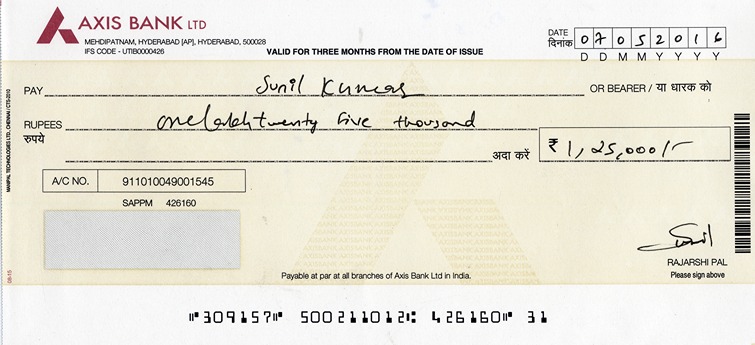 AXIS BANK LTD
MEHDIPATNAM, HYDERABAD [AP], HYDERABAD, 500028
IFS CODE - UTIB0000426
VALID FOR THREE MONTHS FROM THE DATE OF ISSUE
DATE
दिनांक
0 7 0 5 2 0 1 6
D D M M Y Y Y Y
PAY Sunil Kumar OR BEARER / या धारक को
RUPEES one lakh twenty five thousand
रुपये
अदा करें ₹ 1,25,000/-
A/C NO. 911010049001545
SAPPM 426160
MANIPAL TECHNOLOGIES LTD. CHENNAI / CTS-2010
08-15
Sunil
RAJARSHI PAL
Please sign above
Payable at par at all branches of Axis Bank Ltd in India.
⑈309157⑈ 500211012⑆ 426160⑈ 31